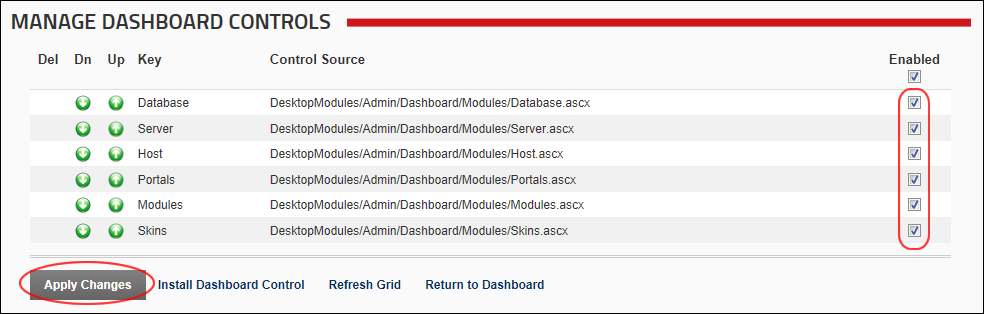 MANAGE DASHBOARD CONTROLS
Del Dn Up Key Control Source Enabled
Database DesktopModules/Admin/Dashboard/Modules/Database.ascx
Server DesktopModules/Admin/Dashboard/Modules/Server.ascx
Host DesktopModules/Admin/Dashboard/Modules/Host.ascx
Portals DesktopModules/Admin/Dashboard/Modules/Portals.ascx
Modules DesktopModules/Admin/Dashboard/Modules/Modules.ascx
Skins DesktopModules/Admin/Dashboard/Modules/Skins.ascx
Apply Changes Install Dashboard Control Refresh Grid Return to Dashboard